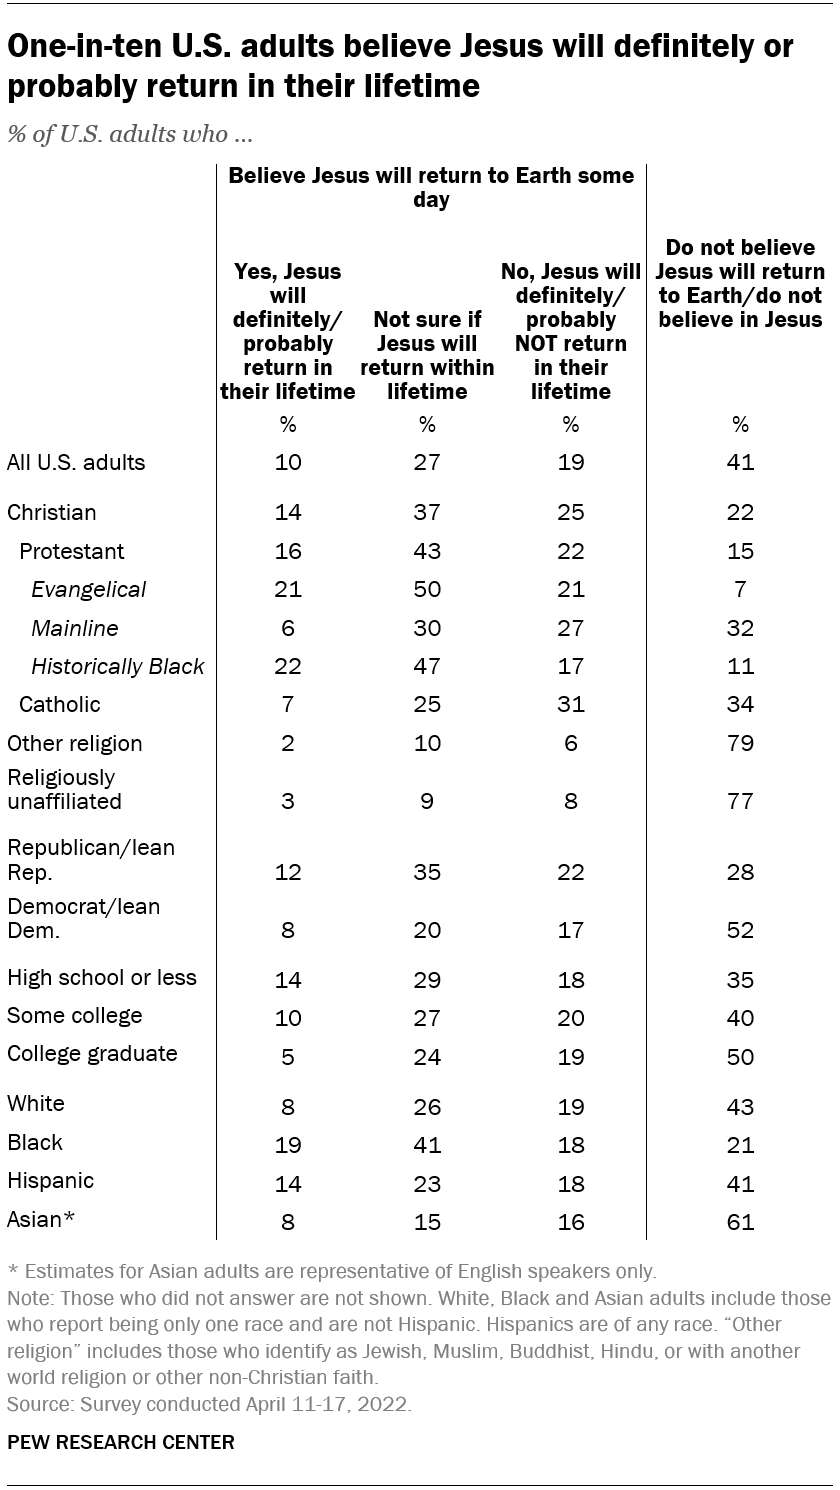 One-in-ten U.S. adults believe Jesus will definitely or
probably return in their lifetime
% of U.S. adults who ...
Believe Jesus will return to Earth some
day
Yes, Jesus
will
definitely/
probably
return in
their lifetime
Not sure if
Jesus will
return within
lifetime
No, Jesus will
definitely/
probably
NOT return
in their
lifetime
Do not believe
Jesus will return
to Earth/do not
believe in Jesus
% % % %
All U.S. adults 10 27 19 41
Christian 14 37 25 22
Protestant 16 43 22 15
Evangelical 21 50 21 7
Mainline 6 30 27 32
Historically Black 22 47 17 11
Catholic 7 25 31 34
Other religion 2 10 6 79
Religiously
unaffiliated 3 9 8 77
Republican/lean
Rep. 12 35 22 28
Democrat/lean
Dem. 8 20 17 52
High school or less 14 29 18 35
Some college 10 27 20 40
College graduate 5 24 19 50
White 8 26 19 43
Black 19 41 18 21
Hispanic 14 23 18 41
Asian* 8 15 16 61
* Estimates for Asian adults are representative of English speakers only.
Note: Those who did not answer are not shown. White, Black and Asian adults include those
who report being only one race and are not Hispanic. Hispanics are of any race. “Other
religion” includes those who identify as Jewish, Muslim, Buddhist, Hindu, or with another
world religion or other non-Christian faith.
Source: Survey conducted April 11-17, 2022.
PEW RESEARCH CENTER